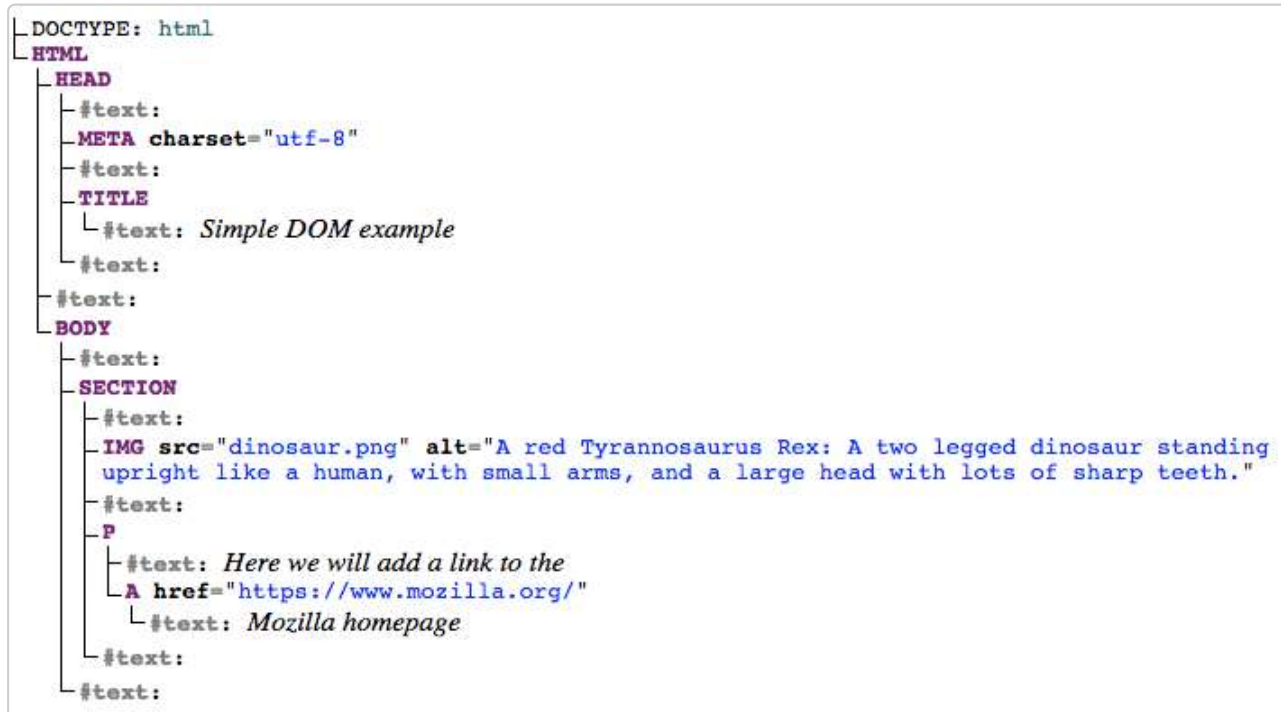 DOCTYPE: html
HTML
HEAD
#text:
META charset="utf-8"
#text:
TITLE
#text: Simple DOM example
#text:
#text:
BODY
#text:
SECTION
#text:
IMG src="dinosaur.png" alt="A red Tyrannosaurus Rex: A two legged dinosaur standing
upright like a human, with small arms, and a large head with lots of sharp teeth."
#text:
P
#text: Here we will add a link to the
A href="https://www.mozilla.org/"
#text: Mozilla homepage
#text:
#text: